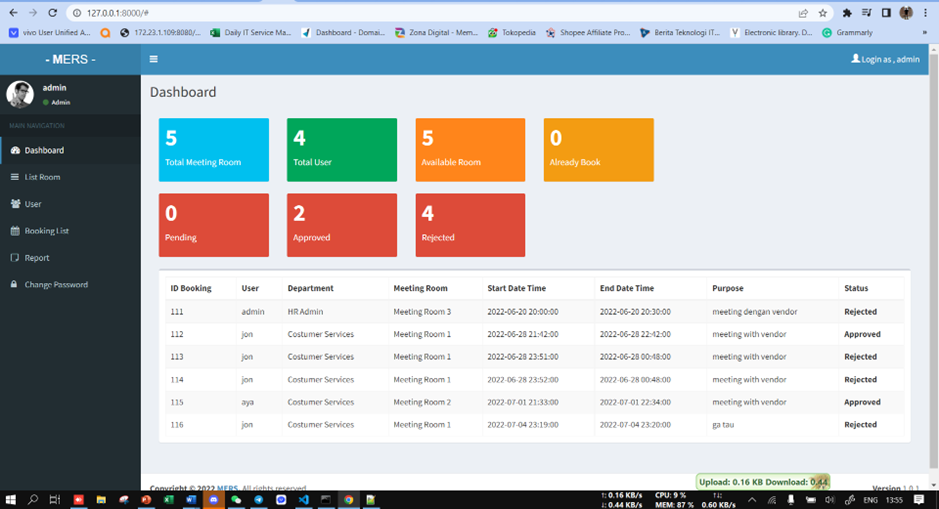 127.0.0.1:8000/#
vivo User Unified A...
172.23.1.109:8080/...
Daily IT Service Ma...
Dashboard - Domai...
Zona Digital - Mem...
Tokopedia
Shopee Affiliate Pro...
Berita Teknologi IT...
Electronic library. D...
Grammarly
»
- MERS -
Login as , admin
admin
Admin
MAIN NAVIGATION
Dashboard
List Room
User
Booking List
Report
Change Password
Dashboard
5
Total Meeting Room
4
Total User
5
Available Room
0
Already Book
0
Pending
2
Approved
4
Rejected
ID Booking User Department Meeting Room Start Date Time End Date Time Purpose Status
111 admin HR Admin Meeting Room 3 2022-06-20 20:00:00 2022-06-20 20:30:00 meeting dengan vendor Rejected
112 jon Costumer Services Meeting Room 1 2022-06-28 21:42:00 2022-06-28 22:42:00 meeting with vendor Approved
113 jon Costumer Services Meeting Room 1 2022-06-28 23:51:00 2022-06-28 00:48:00 meeting with vendor Rejected
114 jon Costumer Services Meeting Room 1 2022-06-28 23:52:00 2022-06-28 00:48:00 meeting with vendor Rejected
115 aya Costumer Services Meeting Room 2 2022-07-01 21:33:00 2022-07-01 22:34:00 meeting with vendor Approved
116 jon Costumer Services Meeting Room 1 2022-07-04 23:19:00 2022-07-04 23:20:00 ga tau Rejected
Copyright © 2022 MERS. All rights reserved.
Version 1.0.1
Upload: 0.16 KB Download: 0.44
↑: 0.16 KB/s CPU: 9 % ↑↓:
↓: 0.44 KB/s MEM: 87 % 0.60 KB/s
ENG 13:55